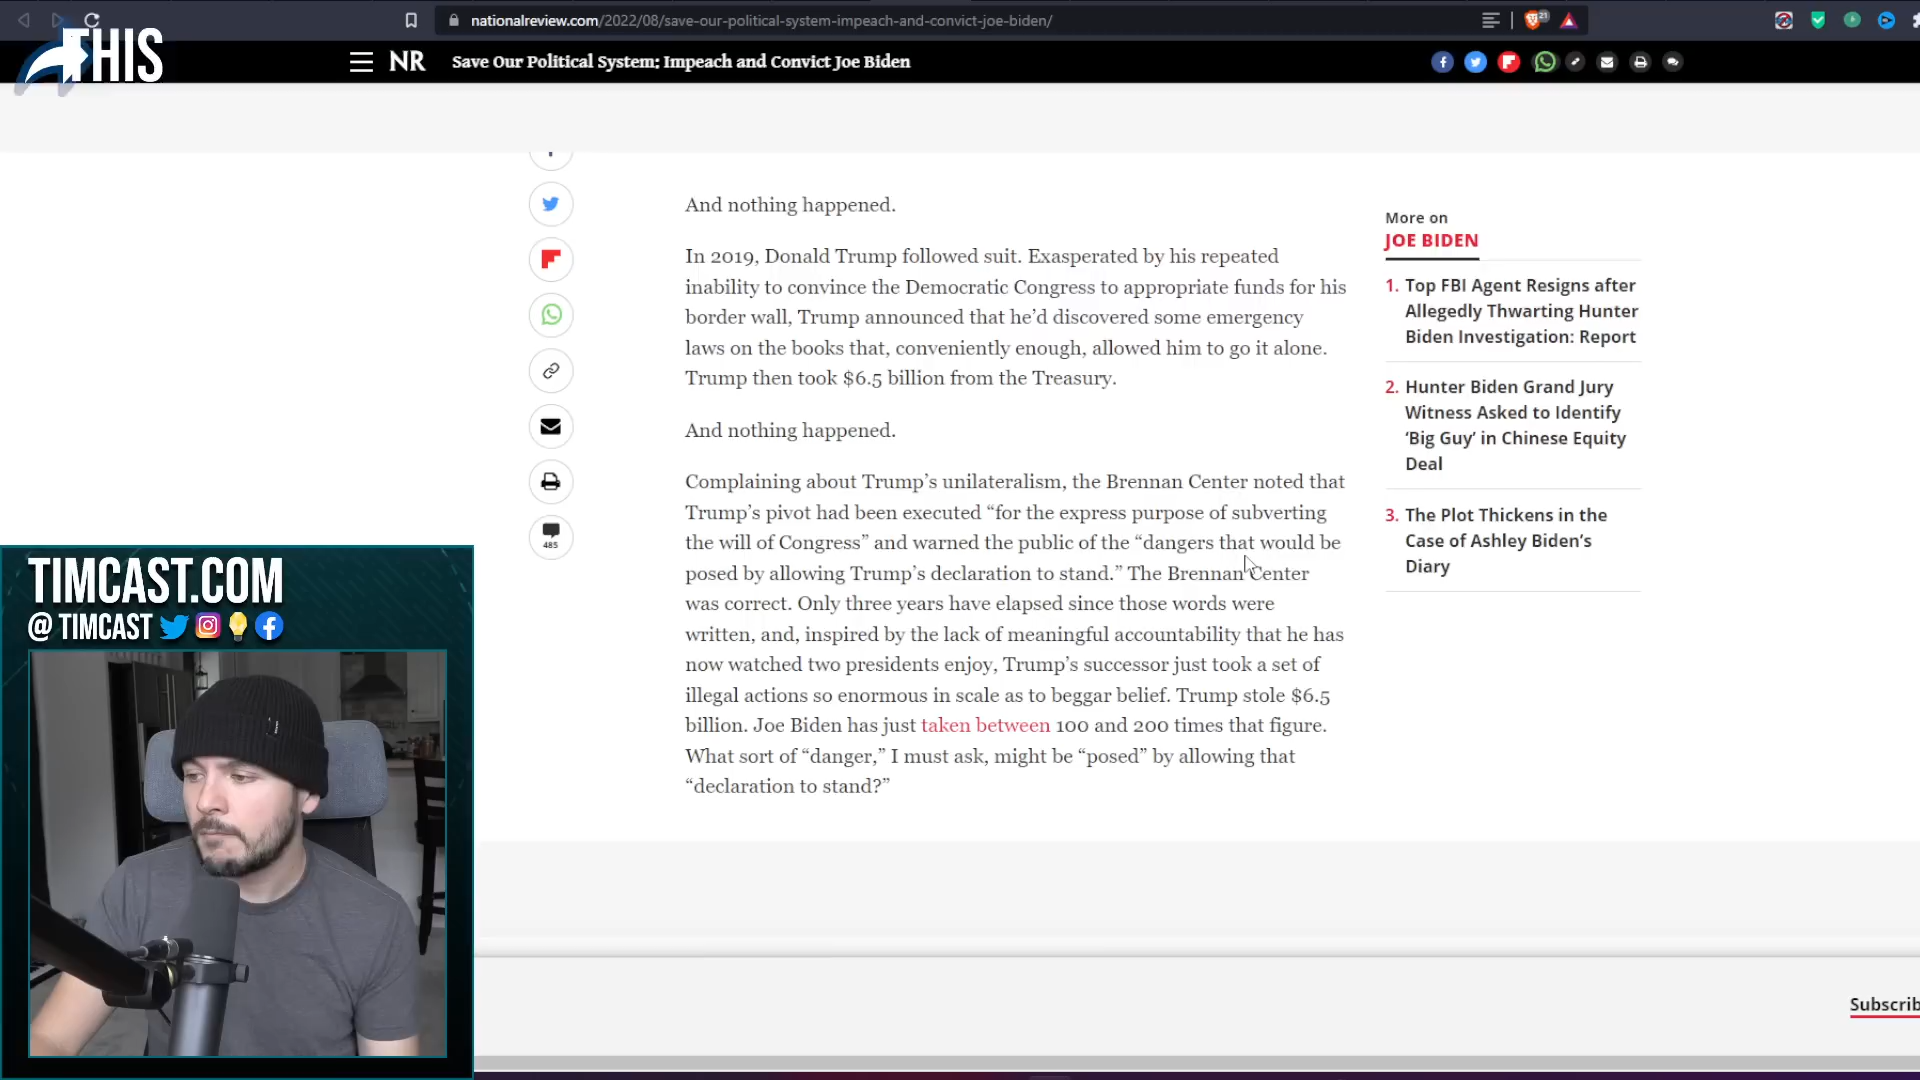 nationalreview.com/2022/08/save-our-political-system-impeach-and-convict-joe-biden/
21
THIS
NR
Save Our Political System: Impeach and Convict Joe Biden
And nothing happened.
In 2019, Donald Trump followed suit. Exasperated by his repeated
inability to convince the Democratic Congress to appropriate funds for his
border wall, Trump announced that he’d discovered some emergency
laws on the books that, conveniently enough, allowed him to go it alone.
Trump then took $6.5 billion from the Treasury.
And nothing happened.
Complaining about Trump’s unilateralism, the Brennan Center noted that
Trump’s pivot had been executed “for the express purpose of subverting
the will of Congress” and warned the public of the “dangers that would be
posed by allowing Trump’s declaration to stand.” The Brennan Center
was correct. Only three years have elapsed since those words were
written, and, inspired by the lack of meaningful accountability that he has
now watched two presidents enjoy, Trump’s successor just took a set of
illegal actions so enormous in scale as to beggar belief. Trump stole $6.5
billion. Joe Biden has just taken between 100 and 200 times that figure.
What sort of “danger,” I must ask, might be “posed” by allowing that
“declaration to stand?”
485
More on
JOE BIDEN
1. Top FBI Agent Resigns after
Allegedly Thwarting Hunter
Biden Investigation: Report
2. Hunter Biden Grand Jury
Witness Asked to Identify
‘Big Guy’ in Chinese Equity
Deal
3. The Plot Thickens in the
Case of Ashley Biden’s
Diary
TIMCAST.COM
@ TIMCAST
Subscrib